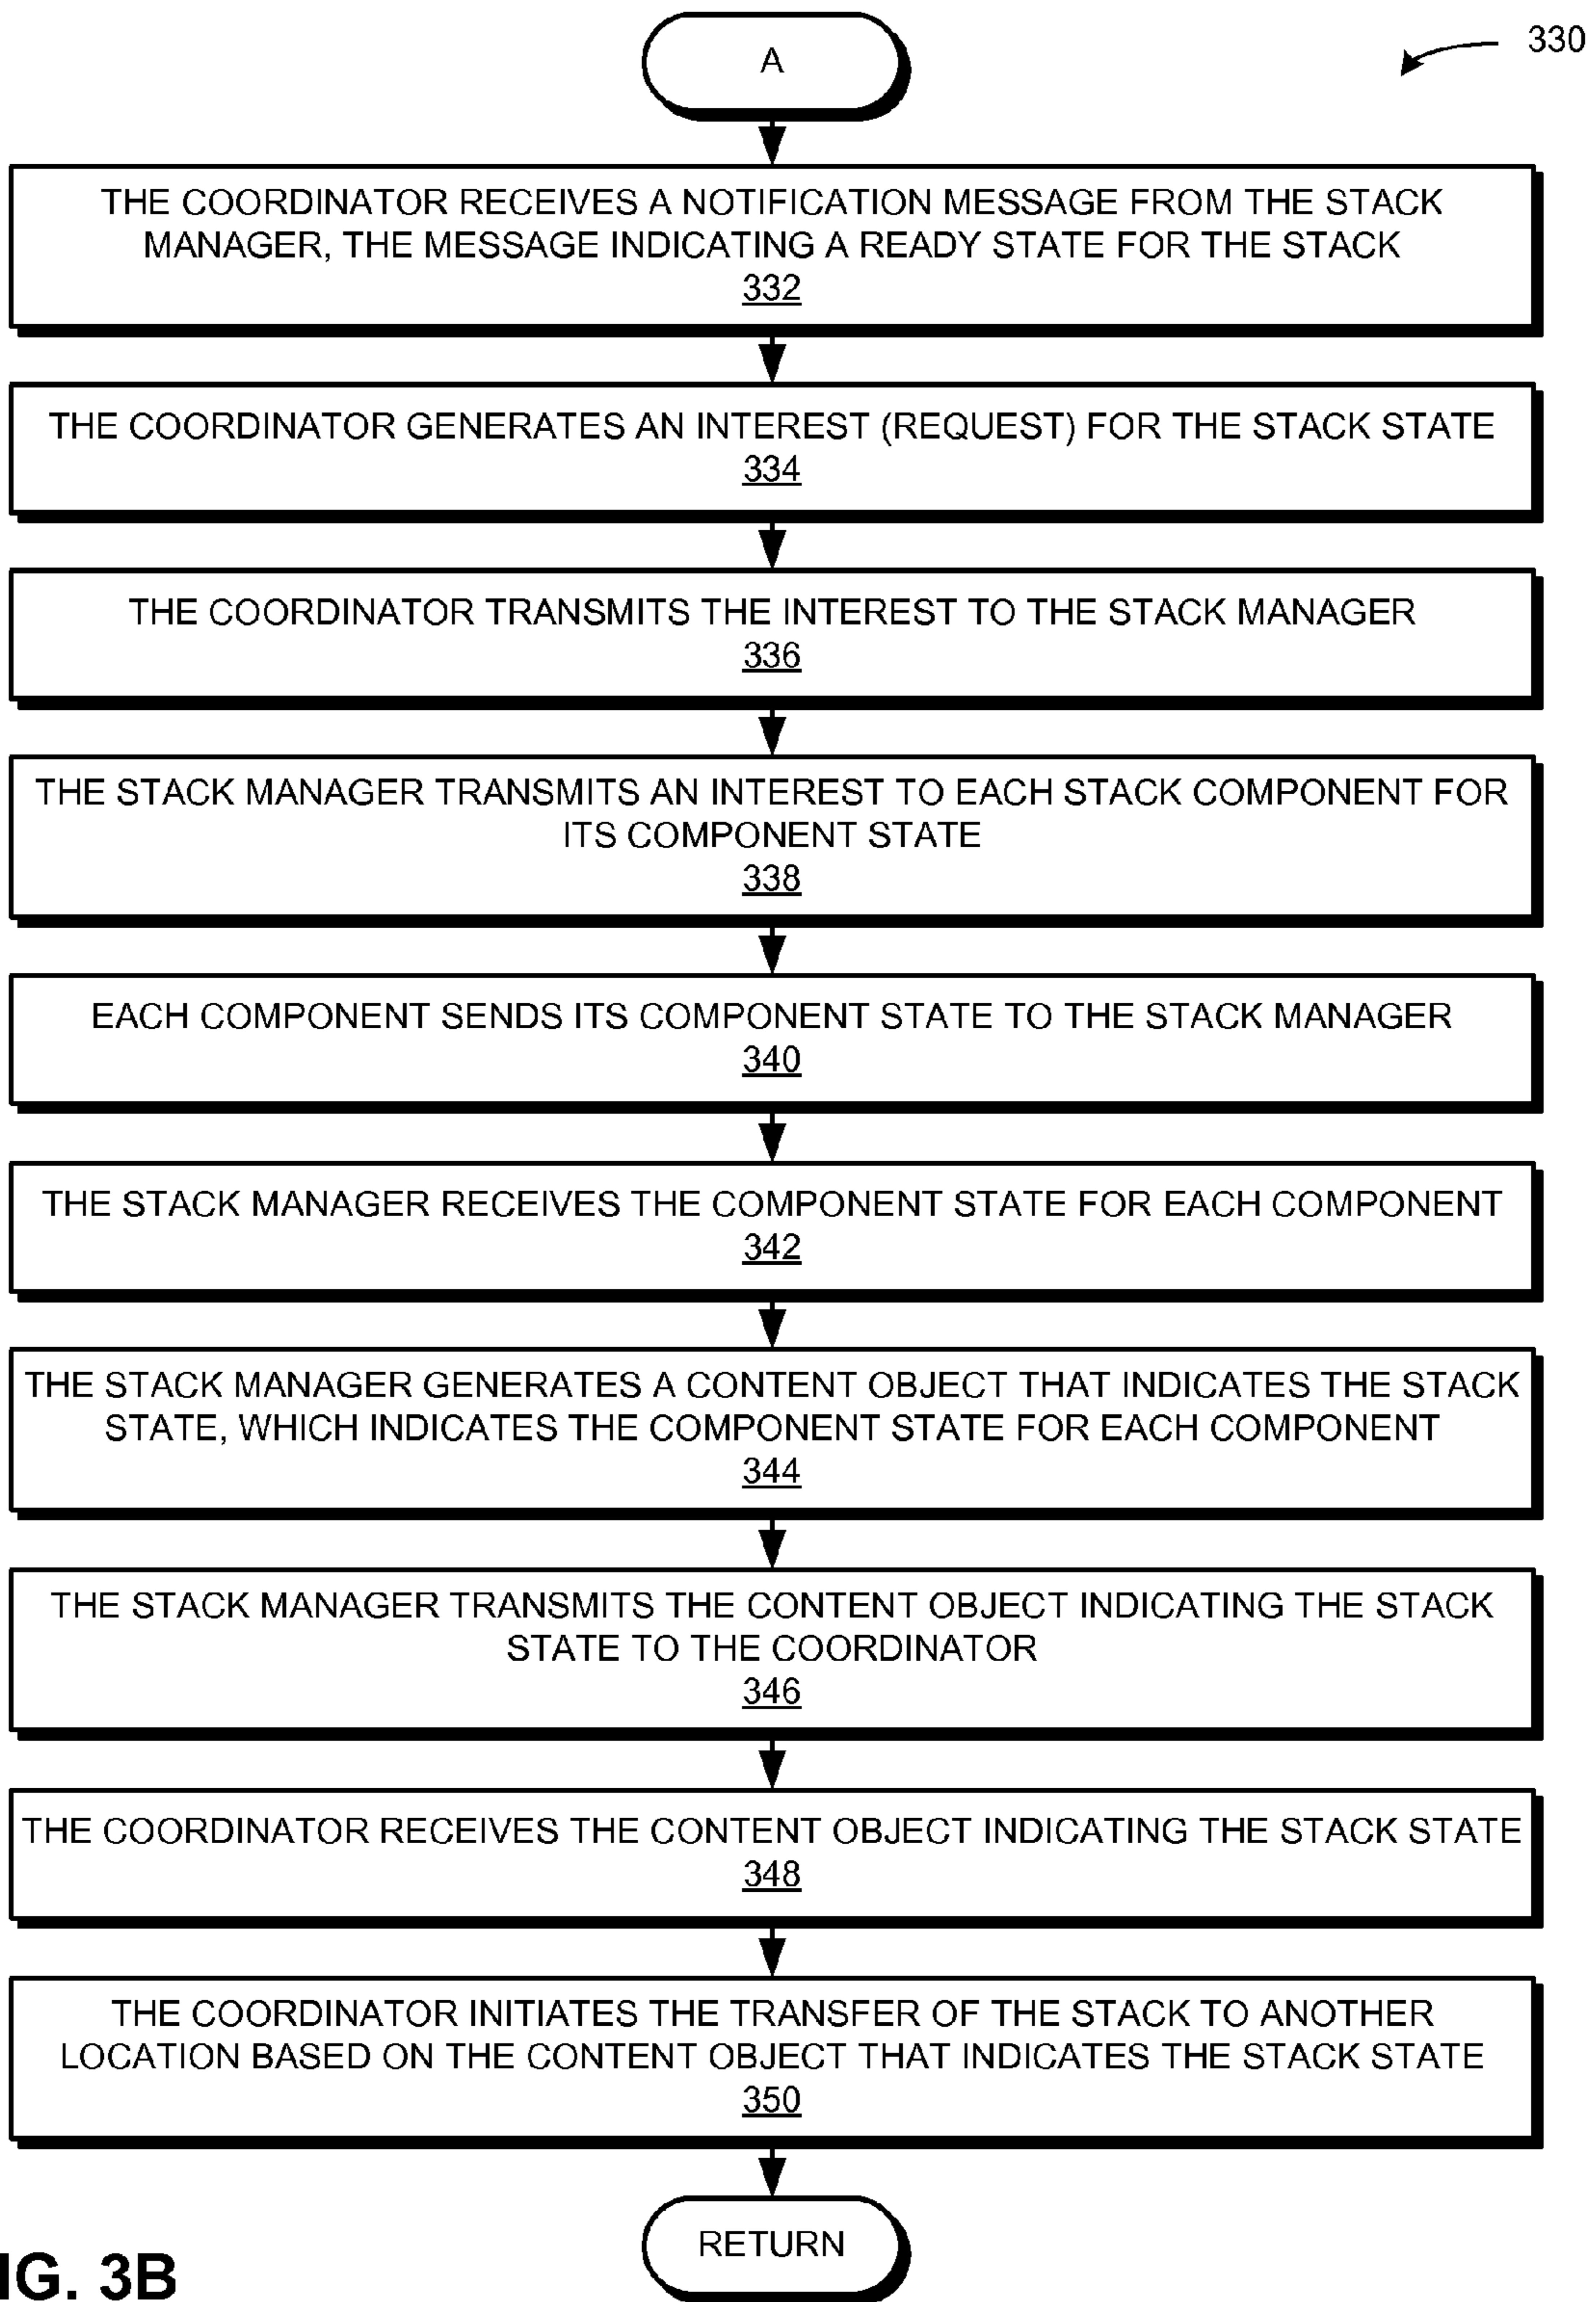 A
330
THE COORDINATOR RECEIVES A NOTIFICATION MESSAGE FROM THE STACK
MANAGER, THE MESSAGE INDICATING A READY STATE FOR THE STACK
332
THE COORDINATOR GENERATES AN INTEREST (REQUEST) FOR THE STACK STATE
334
THE COORDINATOR TRANSMITS THE INTEREST TO THE STACK MANAGER
336
THE STACK MANAGER TRANSMITS AN INTEREST TO EACH STACK COMPONENT FOR
ITS COMPONENT STATE
338
EACH COMPONENT SENDS ITS COMPONENT STATE TO THE STACK MANAGER
340
THE STACK MANAGER RECEIVES THE COMPONENT STATE FOR EACH COMPONENT
342
THE STACK MANAGER GENERATES A CONTENT OBJECT THAT INDICATES THE STACK
STATE, WHICH INDICATES THE COMPONENT STATE FOR EACH COMPONENT
344
THE STACK MANAGER TRANSMITS THE CONTENT OBJECT INDICATING THE STACK
STATE TO THE COORDINATOR
346
THE COORDINATOR RECEIVES THE CONTENT OBJECT INDICATING THE STACK STATE
348
THE COORDINATOR INITIATES THE TRANSFER OF THE STACK TO ANOTHER
LOCATION BASED ON THE CONTENT OBJECT THAT INDICATES THE STACK STATE
350
RETURN
IG. 3B